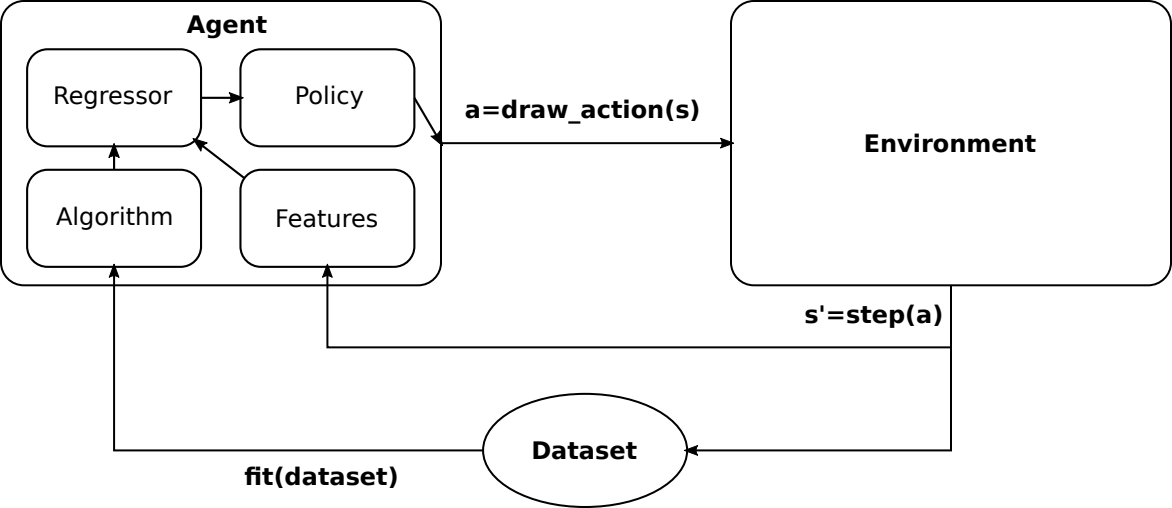 Agent
Regressor
Policy
a=draw_action(s)
Environment
Algorithm
Features
s'=step(a)
Dataset
fit(dataset)